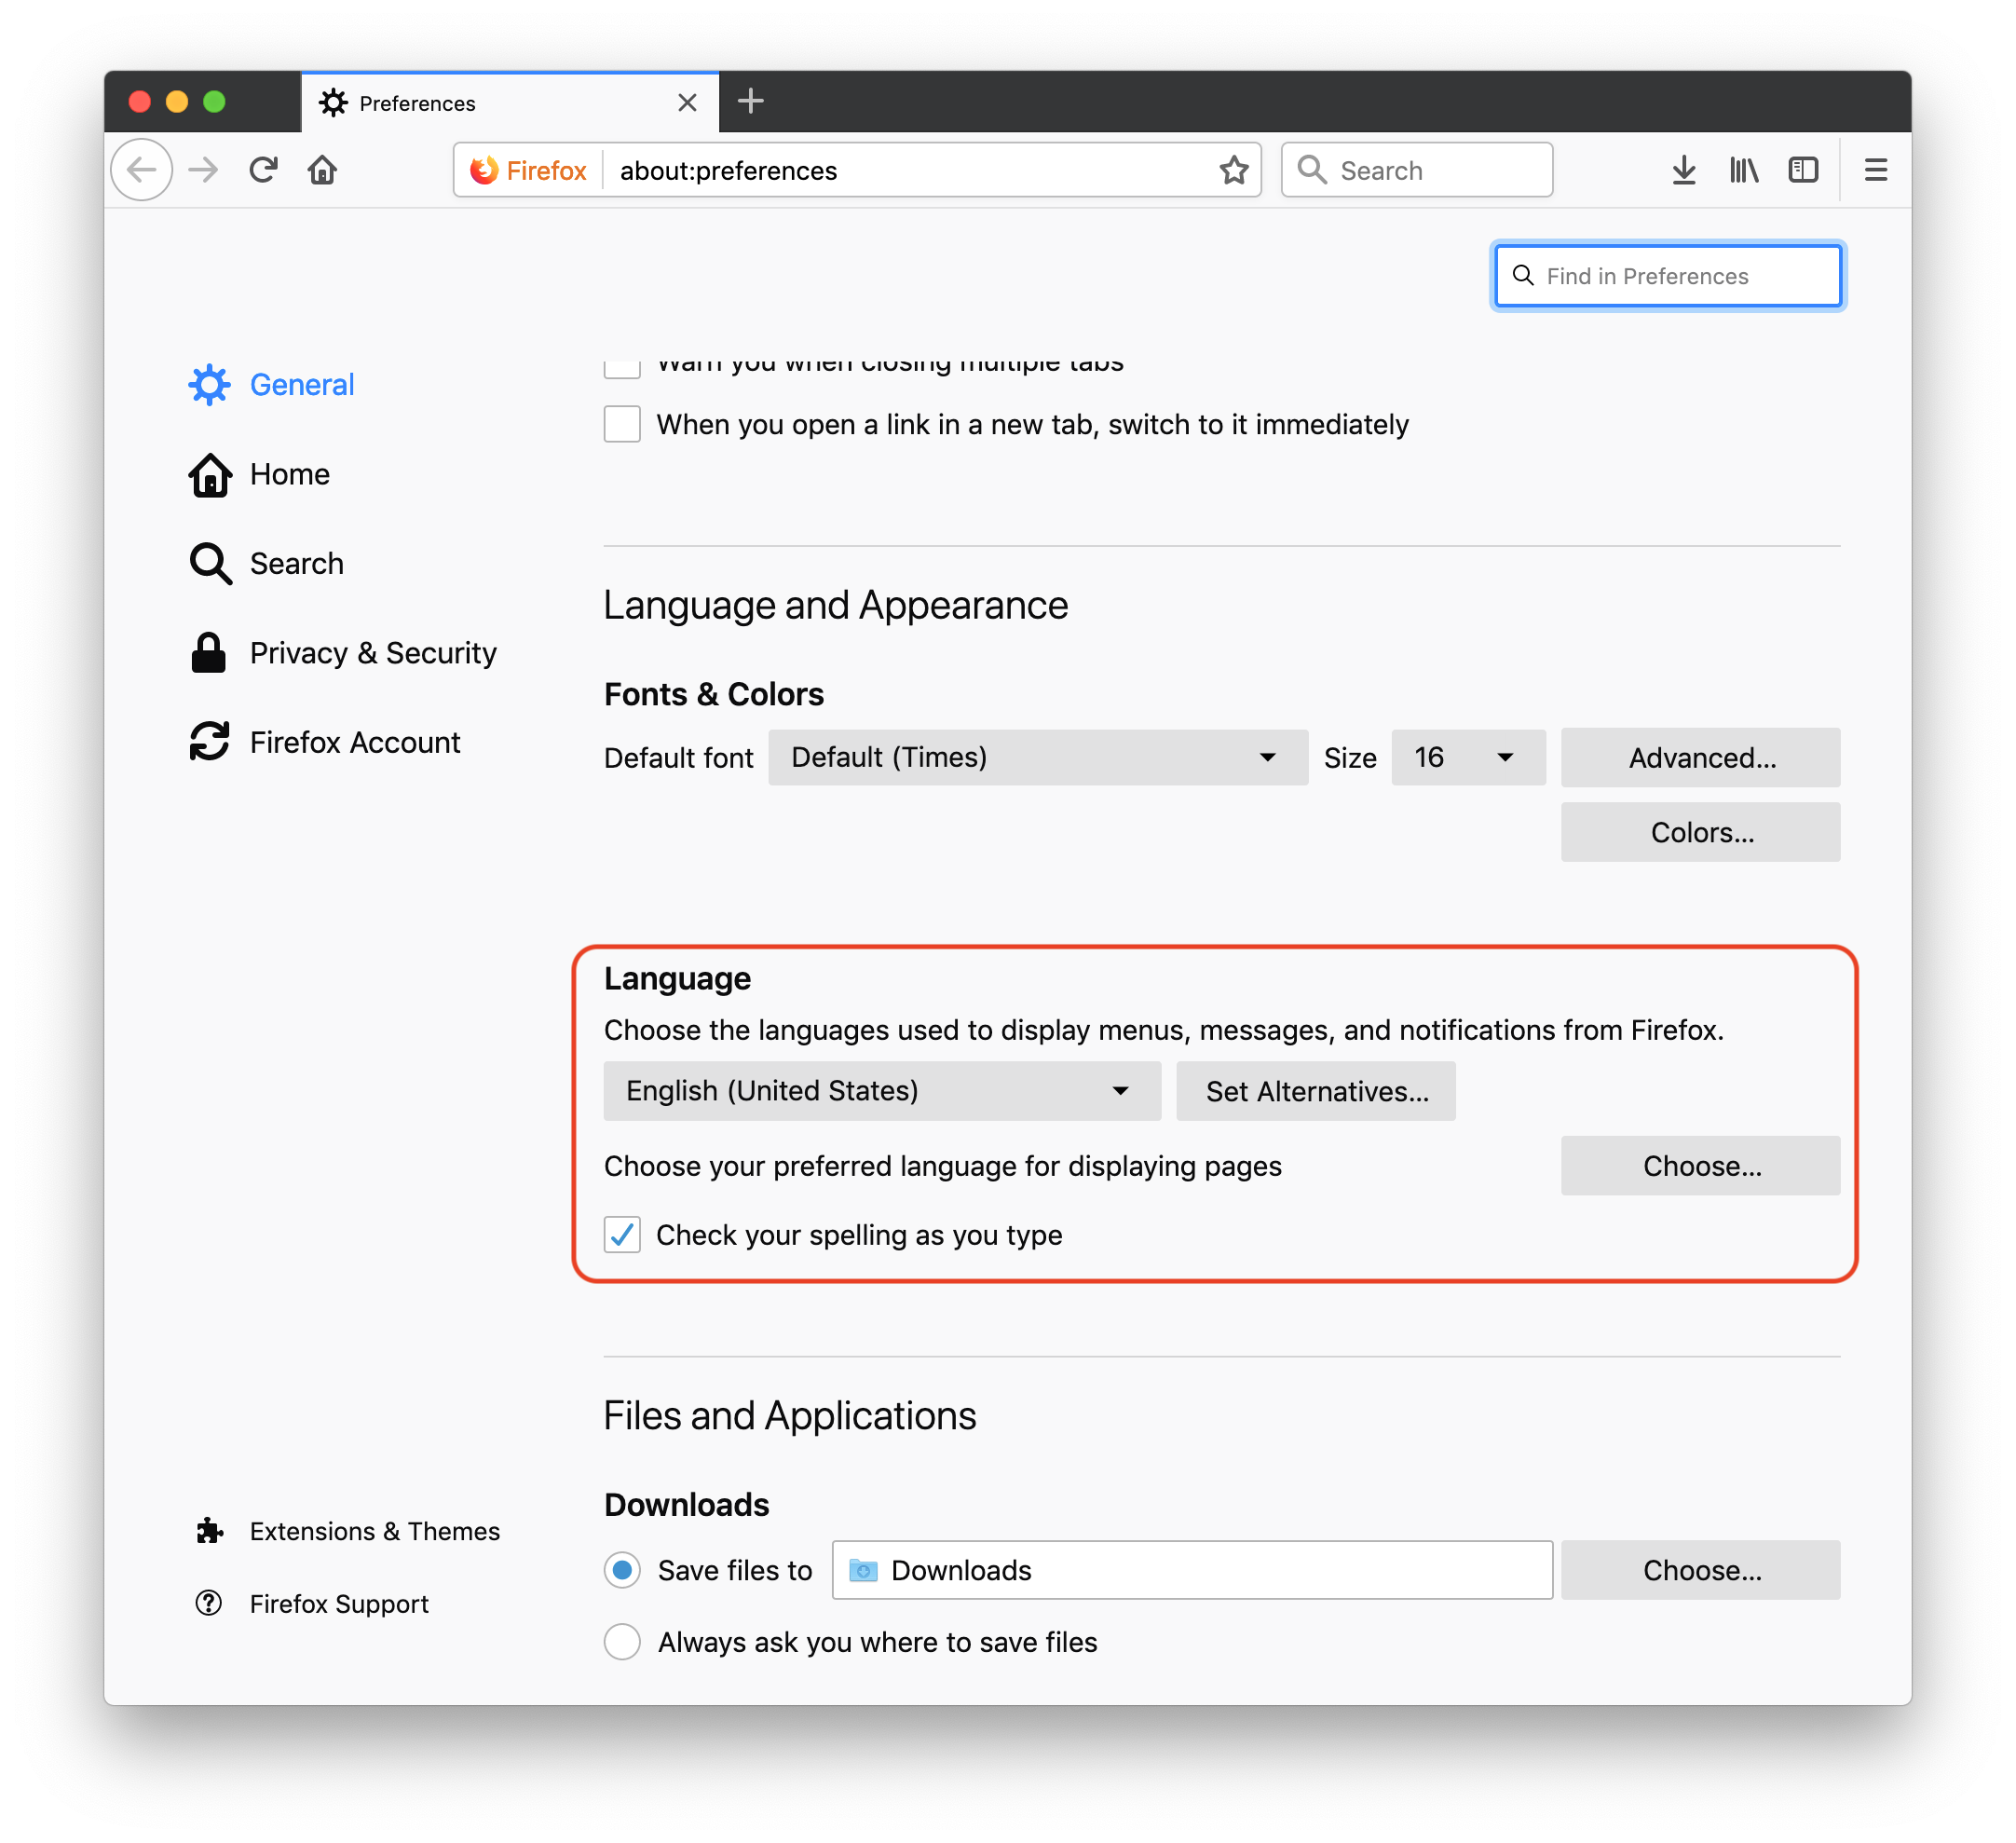 Preferences
Firefox about:preferences Search
Find in Preferences
General
Home
Search
Privacy & Security
Firefox Account
Extensions & Themes
Firefox Support
Warn you when closing multiple tabs
When you open a link in a new tab, switch to it immediately
Language and Appearance
Fonts & Colors
Default font Default (Times) Size 16 Advanced...
Colors...
Language
Choose the languages used to display menus, messages, and notifications from Firefox.
English (United States) Set Alternatives...
Choose your preferred language for displaying pages Choose...
Check your spelling as you type
Files and Applications
Downloads
Save files to Downloads Choose...
Always ask you where to save files